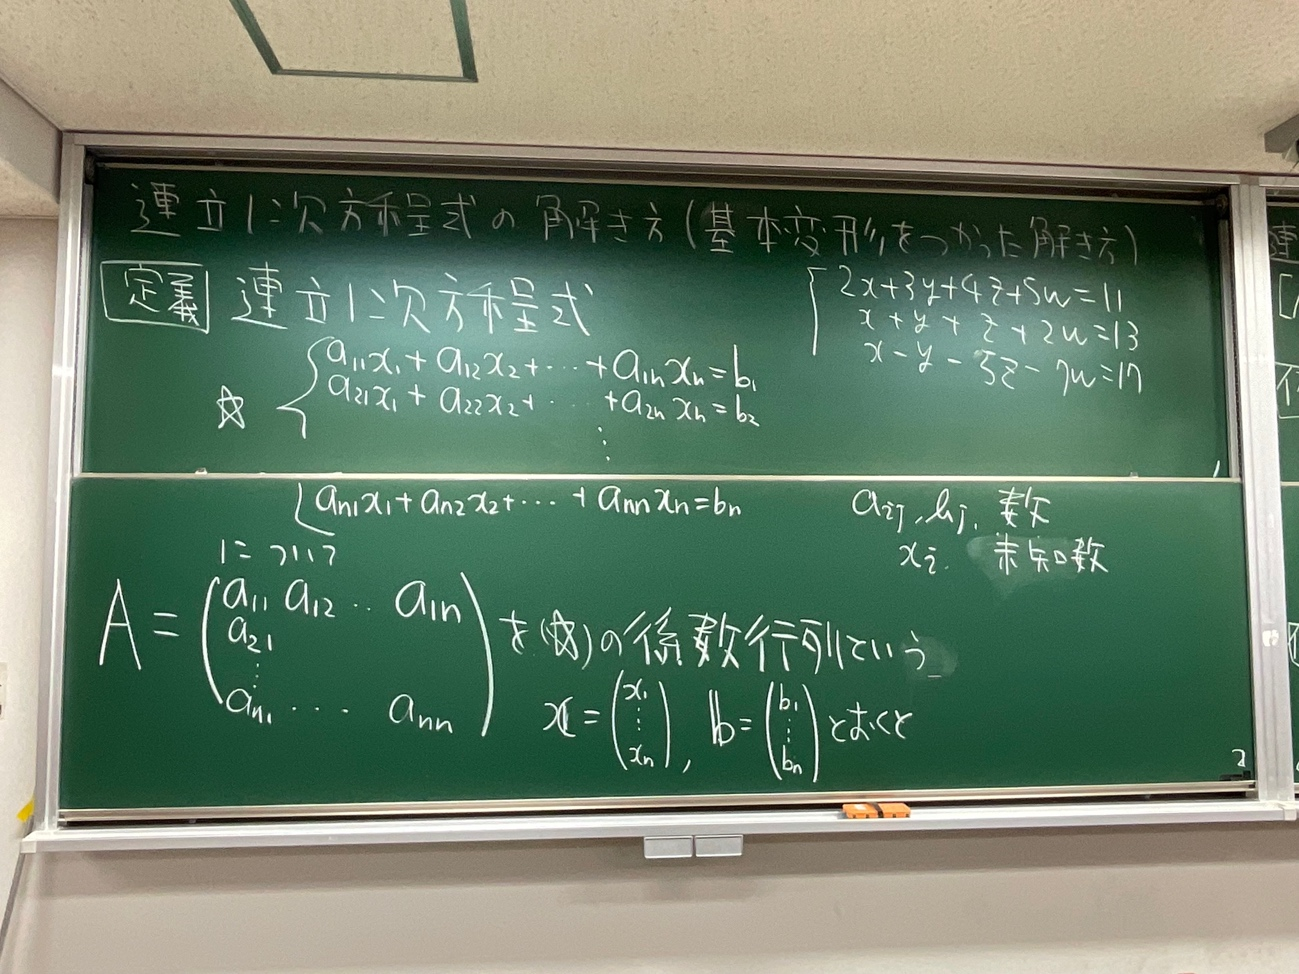 連立1次方程式の解き方(基本変形をつかった解き方)
定義 連立1次方程式
2x+3y+4z+5w=11
x+y+z+2w=13
x-y-5z-7w=17
☆
a₁₁x₁+a₁₂x₂+‥‥+a₁ₙxₙ=b₁
a₂₁x₁+a₂₂x₂+‥‥+a₂ₙxₙ=b₂
⋮
aₙ₁x₁+aₙ₂x₂+‥‥+aₙₙxₙ=bₙ
aᵢⱼ, bⱼ, 数
xᵢ. 未知数
について
A = (a₁₁ a₁₂ ‥ a₁ₙ
a₂₁
⋮
aₙ₁ ‥‥ aₙₙ) を(☆)の係数行列という
𝕩 = (x₁ ⋮ xₙ), 𝕓 = (b₁ ⋮ bₙ) とおくと
1
2